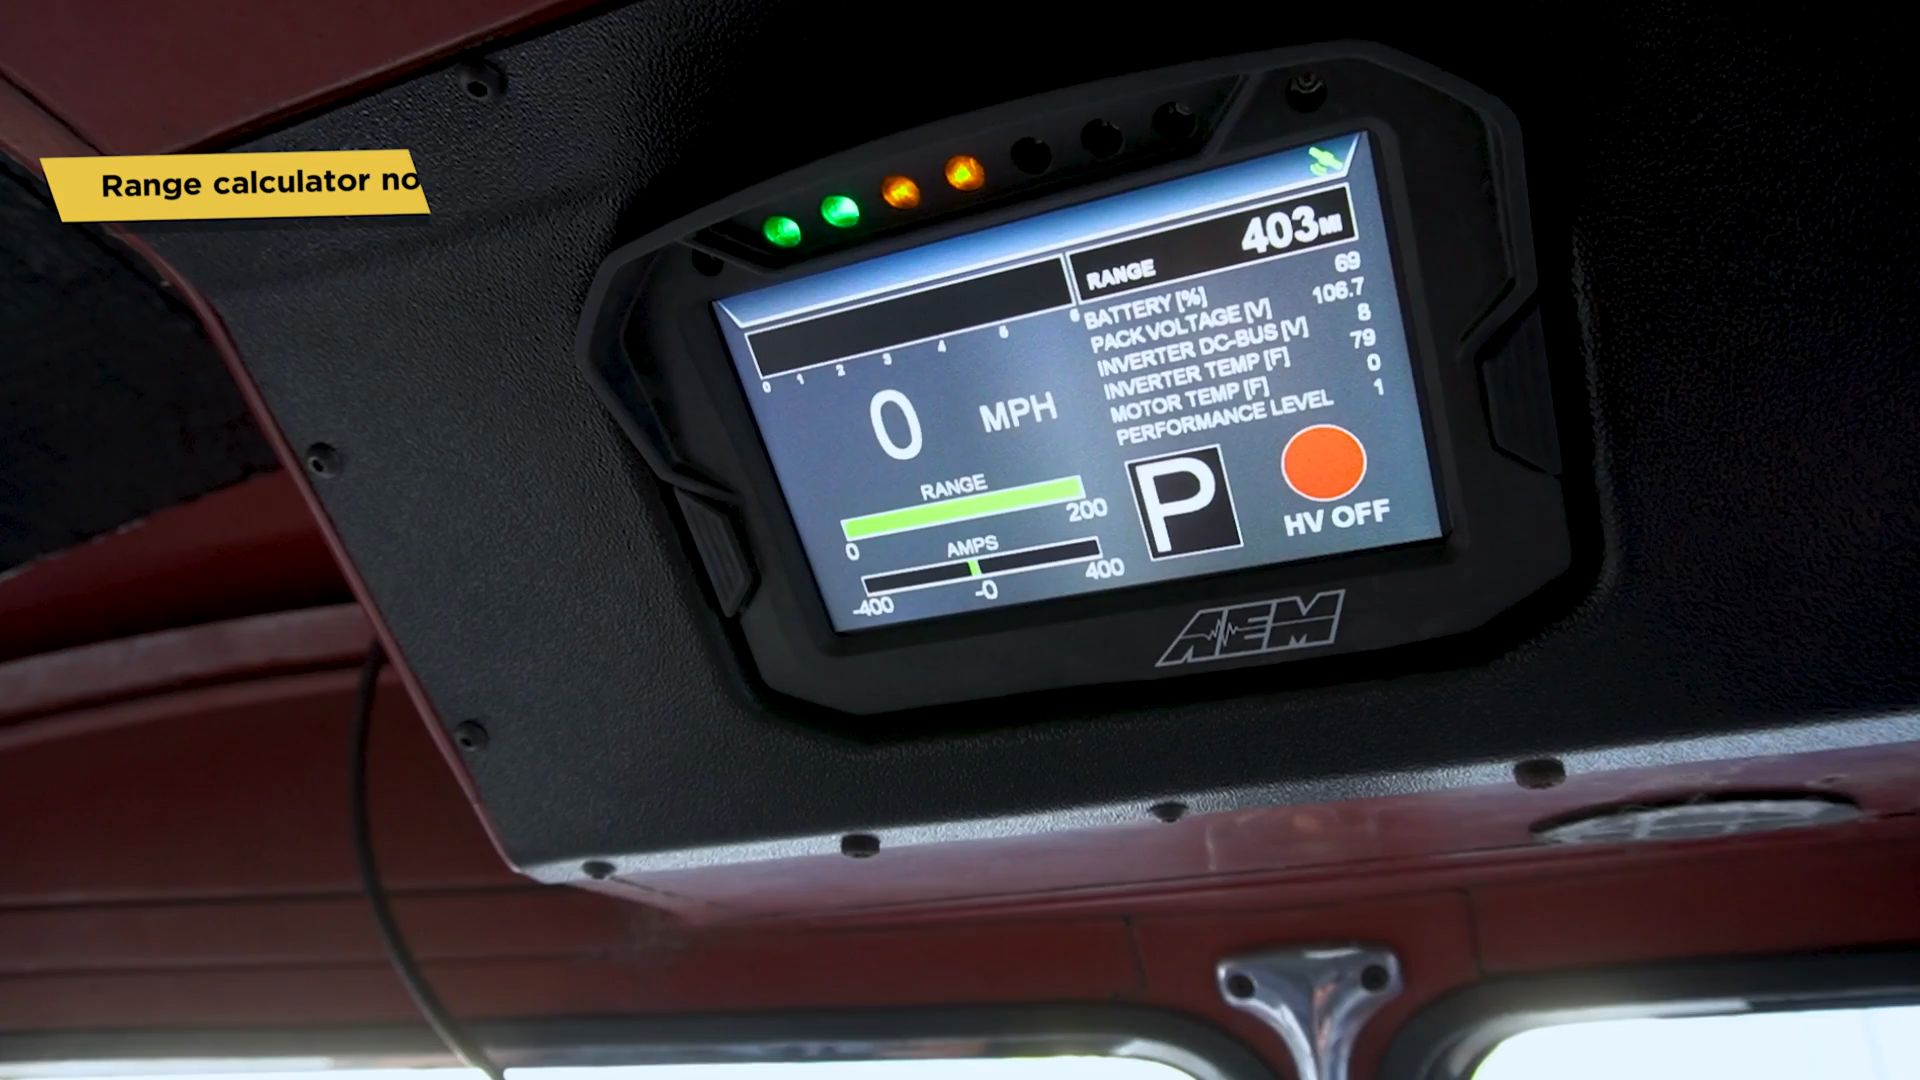 Range calculator no
RANGE 403MI
BATTERY [%] 69
PACK VOLTAGE [V] 106.7
INVERTER DC-BUS [V] 8
INVERTER TEMP [F] 79
MOTOR TEMP [F] 0
PERFORMANCE LEVEL 1
0 1 2 3 4 5 6
0 MPH
RANGE
0 200
AMPS
-400 -0 400
P
HV OFF
AEM